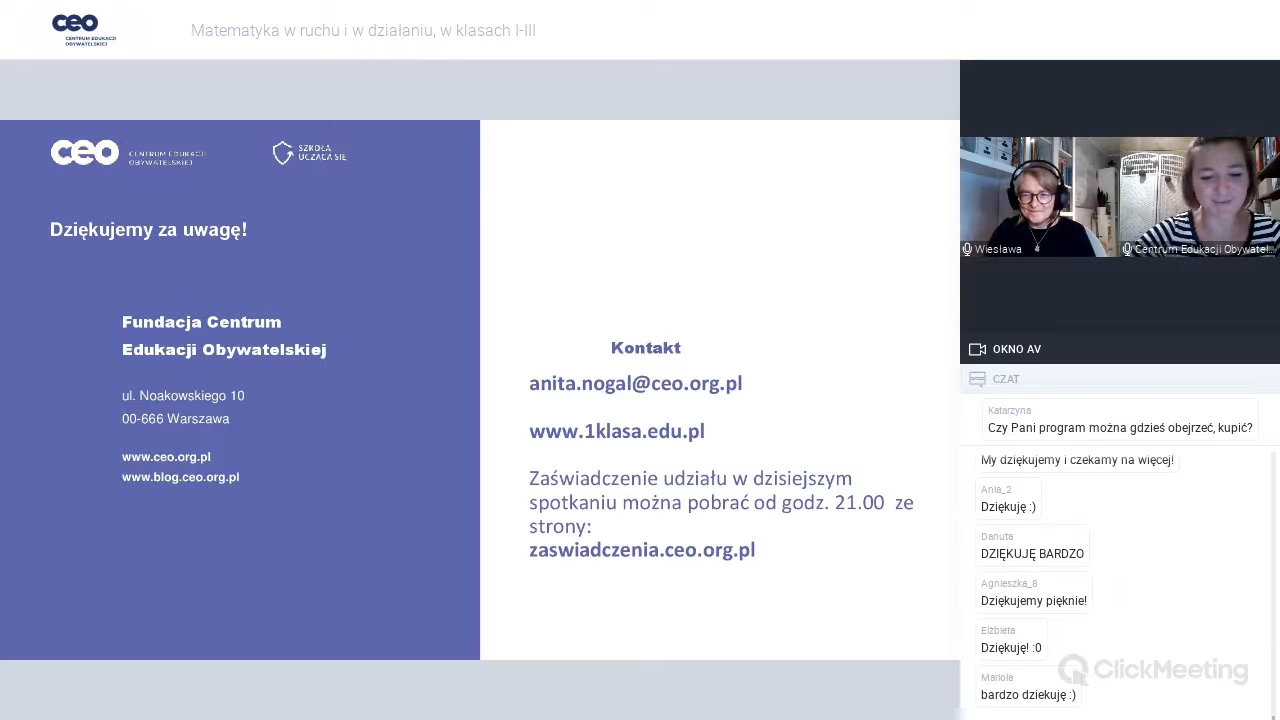 ceo
CENTRUM EDUKACJI
OBYWATELSKIEJ
Matematyka w ruchu i w działaniu, w klasach I-III
ceo
CENTRUM EDUKACJI
OBYWATELSKIEJ
SZKOŁA
UCZĄCA SIĘ
Dziękujemy za uwagę!
Fundacja Centrum
Edukacji Obywatelskiej
ul. Noakowskiego 10
00-666 Warszawa
www.ceo.org.pl
www.blog.ceo.org.pl
Kontakt
anita.nogal@ceo.org.pl
www.1klasa.edu.pl
Zaświadczenie udziału w dzisiejszym
spotkaniu można pobrać od godz. 21.00 ze
strony:
zaswiadczenia.ceo.org.pl
Wiesława
Centrum Edukacji Obywatel...
OKNO AV
CZAT
Katarzyna
Czy Pani program można gdzieś obejrzeć, kupić?
My dziękujemy i czekamy na więcej!
Ania_2
Dziękuję :)
Danuta
DZIĘKUJĘ BARDZO
Agnieszka_8
Dziękujemy pięknie!
Elżbieta
Dziękuję! :0
Mariola
bardzo dziekuję :)
ClickMeeting